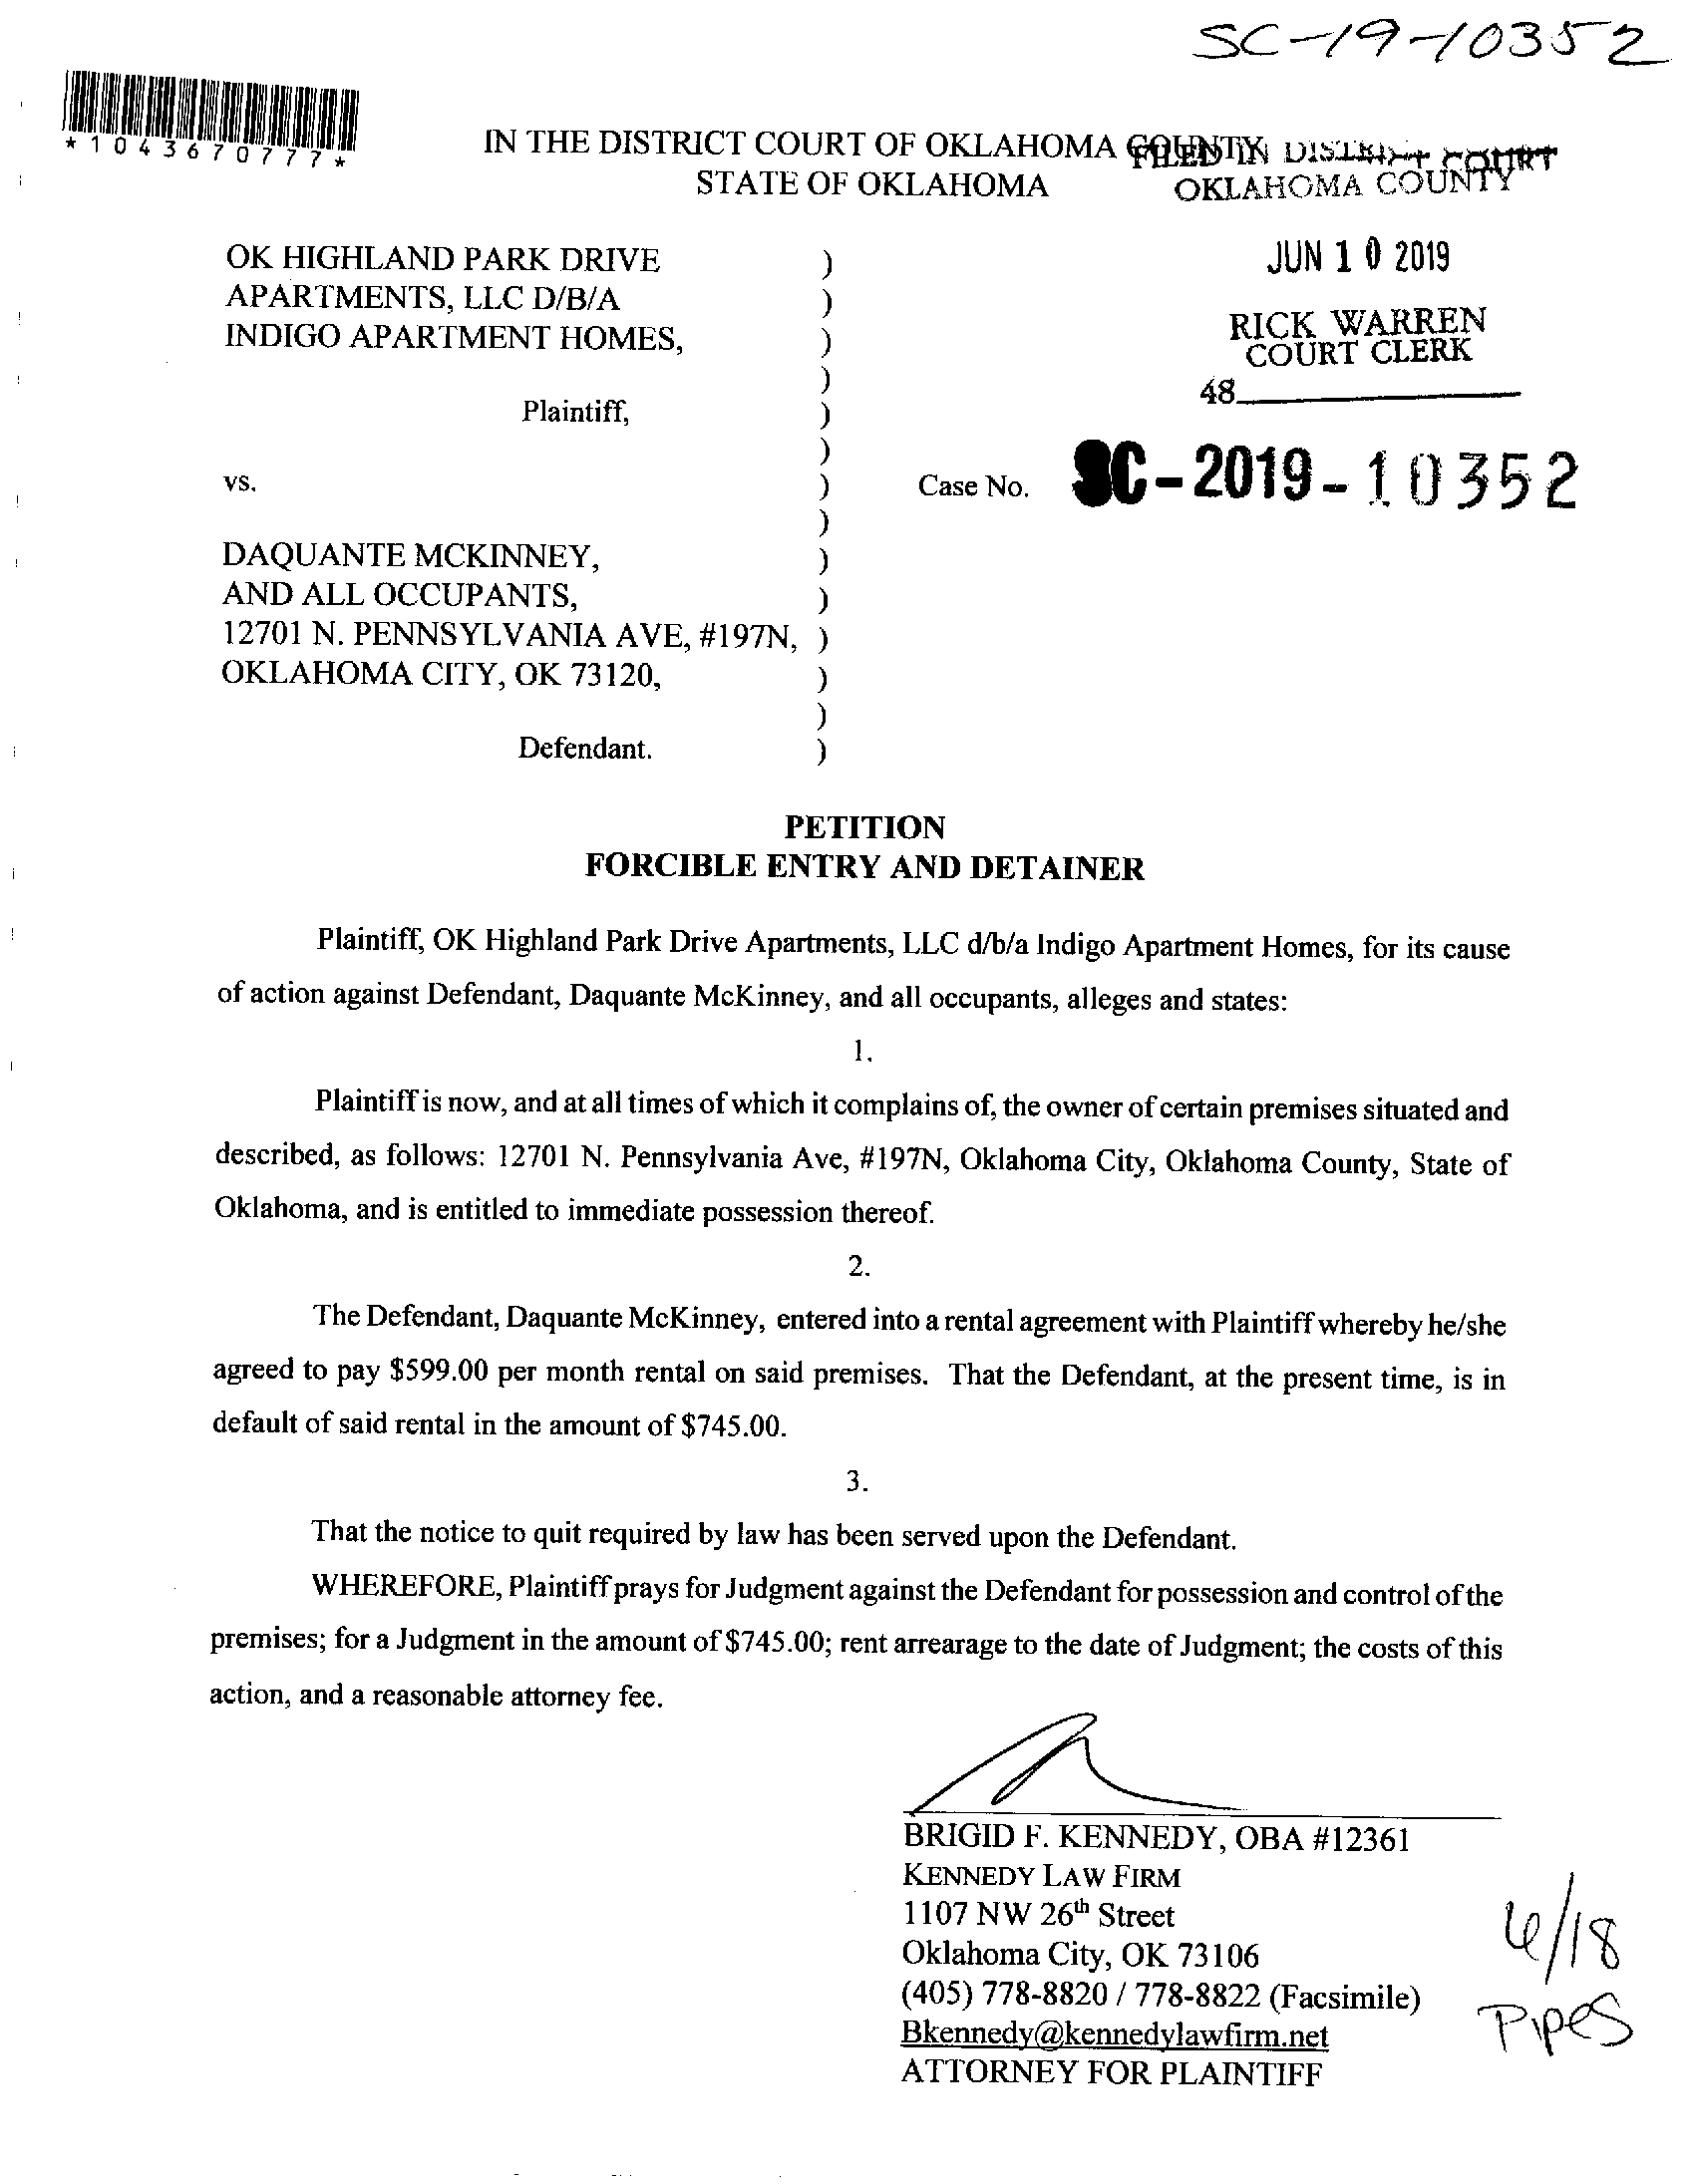 SC-19-10352
*1043670777*
IN THE DISTRICT COURT OF OKLAHOMA COUNTY
STATE OF OKLAHOMA
FILED IN DISTRICT COURT
OKLAHOMA COUNTY
JUN 10 2019
RICK WARREN
COURT CLERK
48
OK HIGHLAND PARK DRIVE )
APARTMENTS, LLC D/B/A )
INDIGO APARTMENT HOMES, )
)
Plaintiff, )
)
vs. ) Case No. SC-2019-10352
)
DAQUANTE MCKINNEY, )
AND ALL OCCUPANTS, )
12701 N. PENNSYLVANIA AVE, #197N, )
OKLAHOMA CITY, OK 73120, )
)
Defendant. )
PETITION
FORCIBLE ENTRY AND DETAINER
Plaintiff, OK Highland Park Drive Apartments, LLC d/b/a Indigo Apartment Homes, for its cause
of action against Defendant, Daquante McKinney, and all occupants, alleges and states:
1.
Plaintiff is now, and at all times of which it complains of, the owner of certain premises situated and
described, as follows: 12701 N. Pennsylvania Ave, #197N, Oklahoma City, Oklahoma County, State of
Oklahoma, and is entitled to immediate possession thereof.
2.
The Defendant, Daquante McKinney, entered into a rental agreement with Plaintiff whereby he/she
agreed to pay $599.00 per month rental on said premises. That the Defendant, at the present time, is in
default of said rental in the amount of $745.00.
3.
That the notice to quit required by law has been served upon the Defendant.
WHEREFORE, Plaintiff prays for Judgment against the Defendant for possession and control of the
premises; for a Judgment in the amount of $745.00; rent arrearage to the date of Judgment; the costs of this
action, and a reasonable attorney fee.
BRIGID F. KENNEDY, OBA #12361
KENNEDY LAW FIRM
1107 NW 26th Street
Oklahoma City, OK 73106
(405) 778-8820 / 778-8822 (Facsimile)
Bkennedy@kennedylawfirm.net
ATTORNEY FOR PLAINTIFF
6/18
Pipes